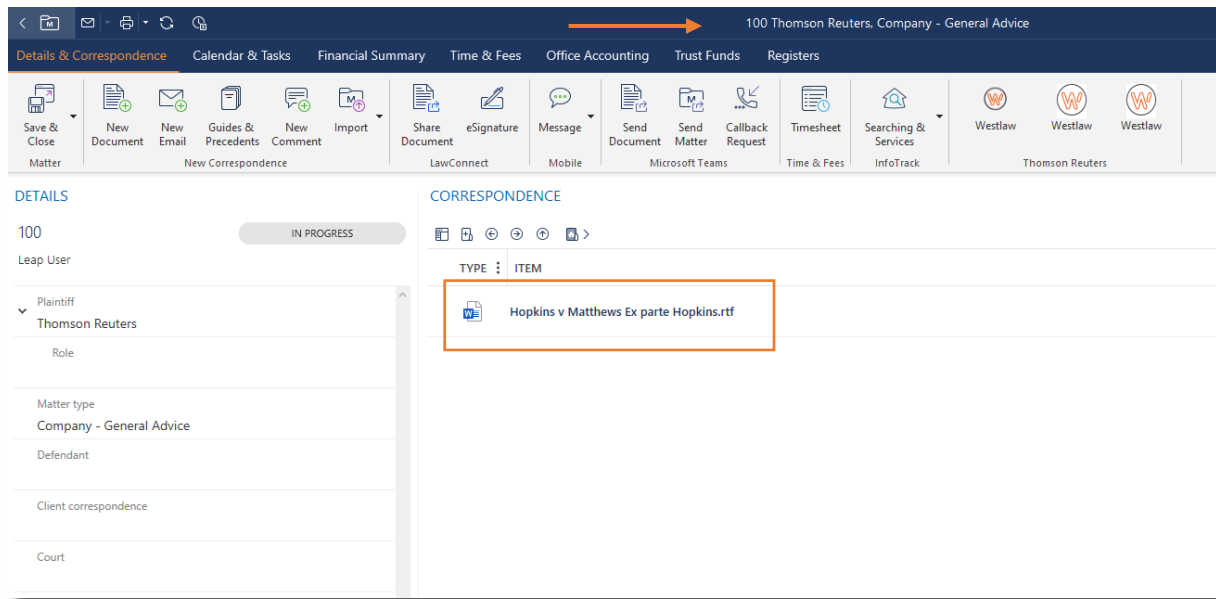 100 Thomson Reuters, Company - General Advice
Details & Correspondence Calendar & Tasks Financial Summary Time & Fees Office Accounting Trust Funds Registers
Save & Close
New Document
New Email
Guides & Precedents
New Comment
Import
Share Document
eSignature
Message
Send Document
Send Matter
Callback Request
Timesheet
Searching & Services
Westlaw
Westlaw
Westlaw
Matter New Correspondence LawConnect Mobile Microsoft Teams Time & Fees InfoTrack Thomson Reuters
DETAILS
100 IN PROGRESS
Leap User
Plaintiff
Thomson Reuters
Role
Matter type
Company - General Advice
Defendant
Client correspondence
Court
CORRESPONDENCE
TYPE ITEM
Hopkins v Matthews Ex parte Hopkins.rtf